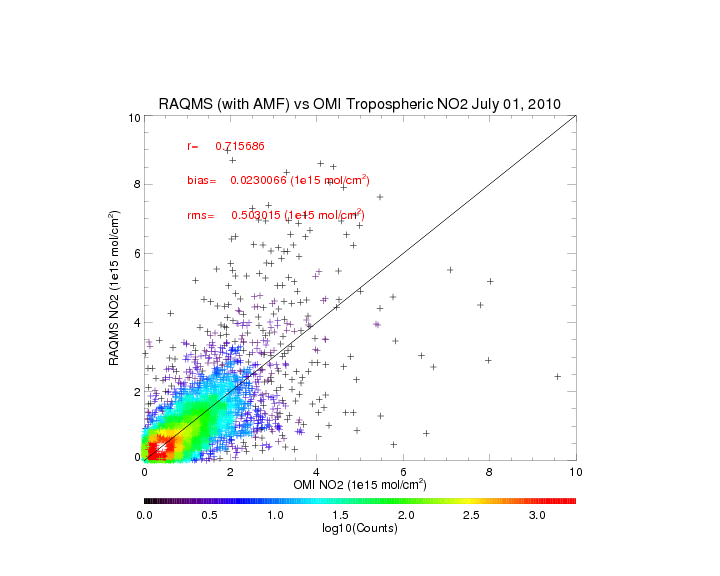 RAQMS (with AMF) vs OMI Tropospheric NO2 July 01, 2010
10
r= 0.715686
8
bias= 0.0230066 (1e15 mol/cm²)
rms= 0.503015 (1e15 mol/cm²)
6
RAQMS NO2 (1e15 mol/cm²)
4
2
0
0 2 4 6 8 10
OMI NO2 (1e15 mol/cm²)
0.0 0.5 1.0 1.5 2.0 2.5 3.0
log10(Counts)